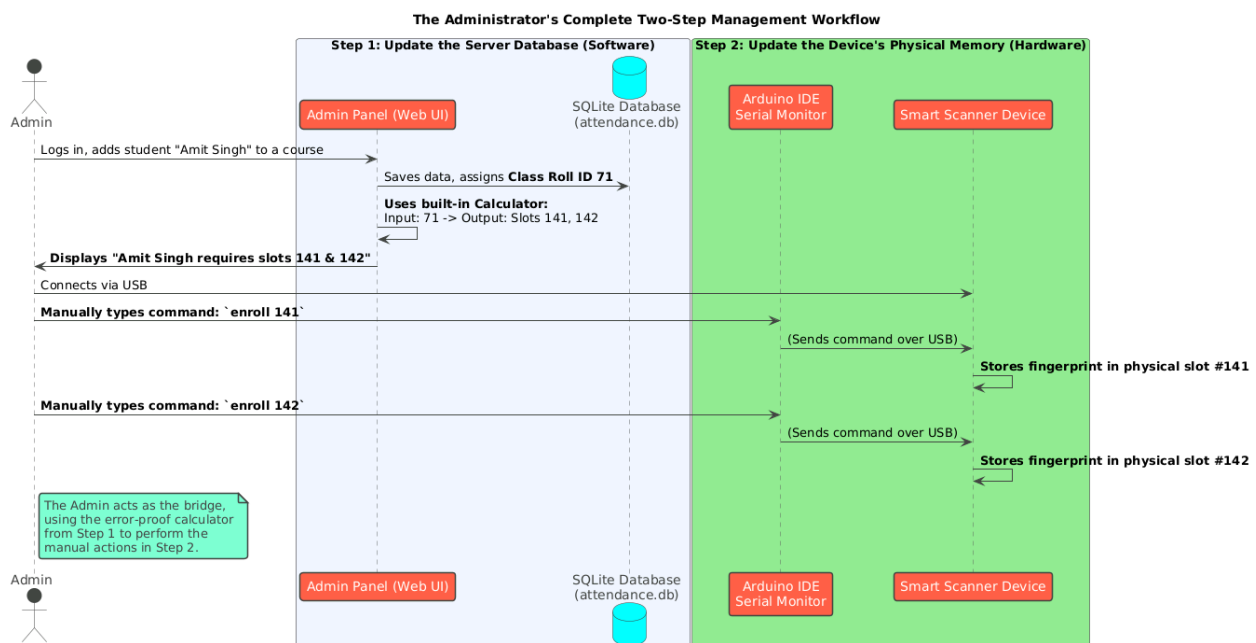 The Administrator's Complete Two-Step Management Workflow
Step 1: Update the Server Database (Software)
Step 2: Update the Device's Physical Memory (Hardware)
Admin
Admin Panel (Web UI)
SQLite Database
(attendance.db)
Arduino IDE
Serial Monitor
Smart Scanner Device
Logs in, adds student "Amit Singh" to a course
Saves data, assigns Class Roll ID 71
Uses built-in Calculator:
Input: 71 -> Output: Slots 141, 142
Displays "Amit Singh requires slots 141 & 142"
Connects via USB
Manually types command: `enroll 141`
(Sends command over USB)
Stores fingerprint in physical slot #141
Manually types command: `enroll 142`
(Sends command over USB)
Stores fingerprint in physical slot #142
The Admin acts as the bridge,
using the error-proof calculator
from Step 1 to perform the
manual actions in Step 2.
Admin
Admin Panel (Web UI)
SQLite Database
(attendance.db)
Arduino IDE
Serial Monitor
Smart Scanner Device